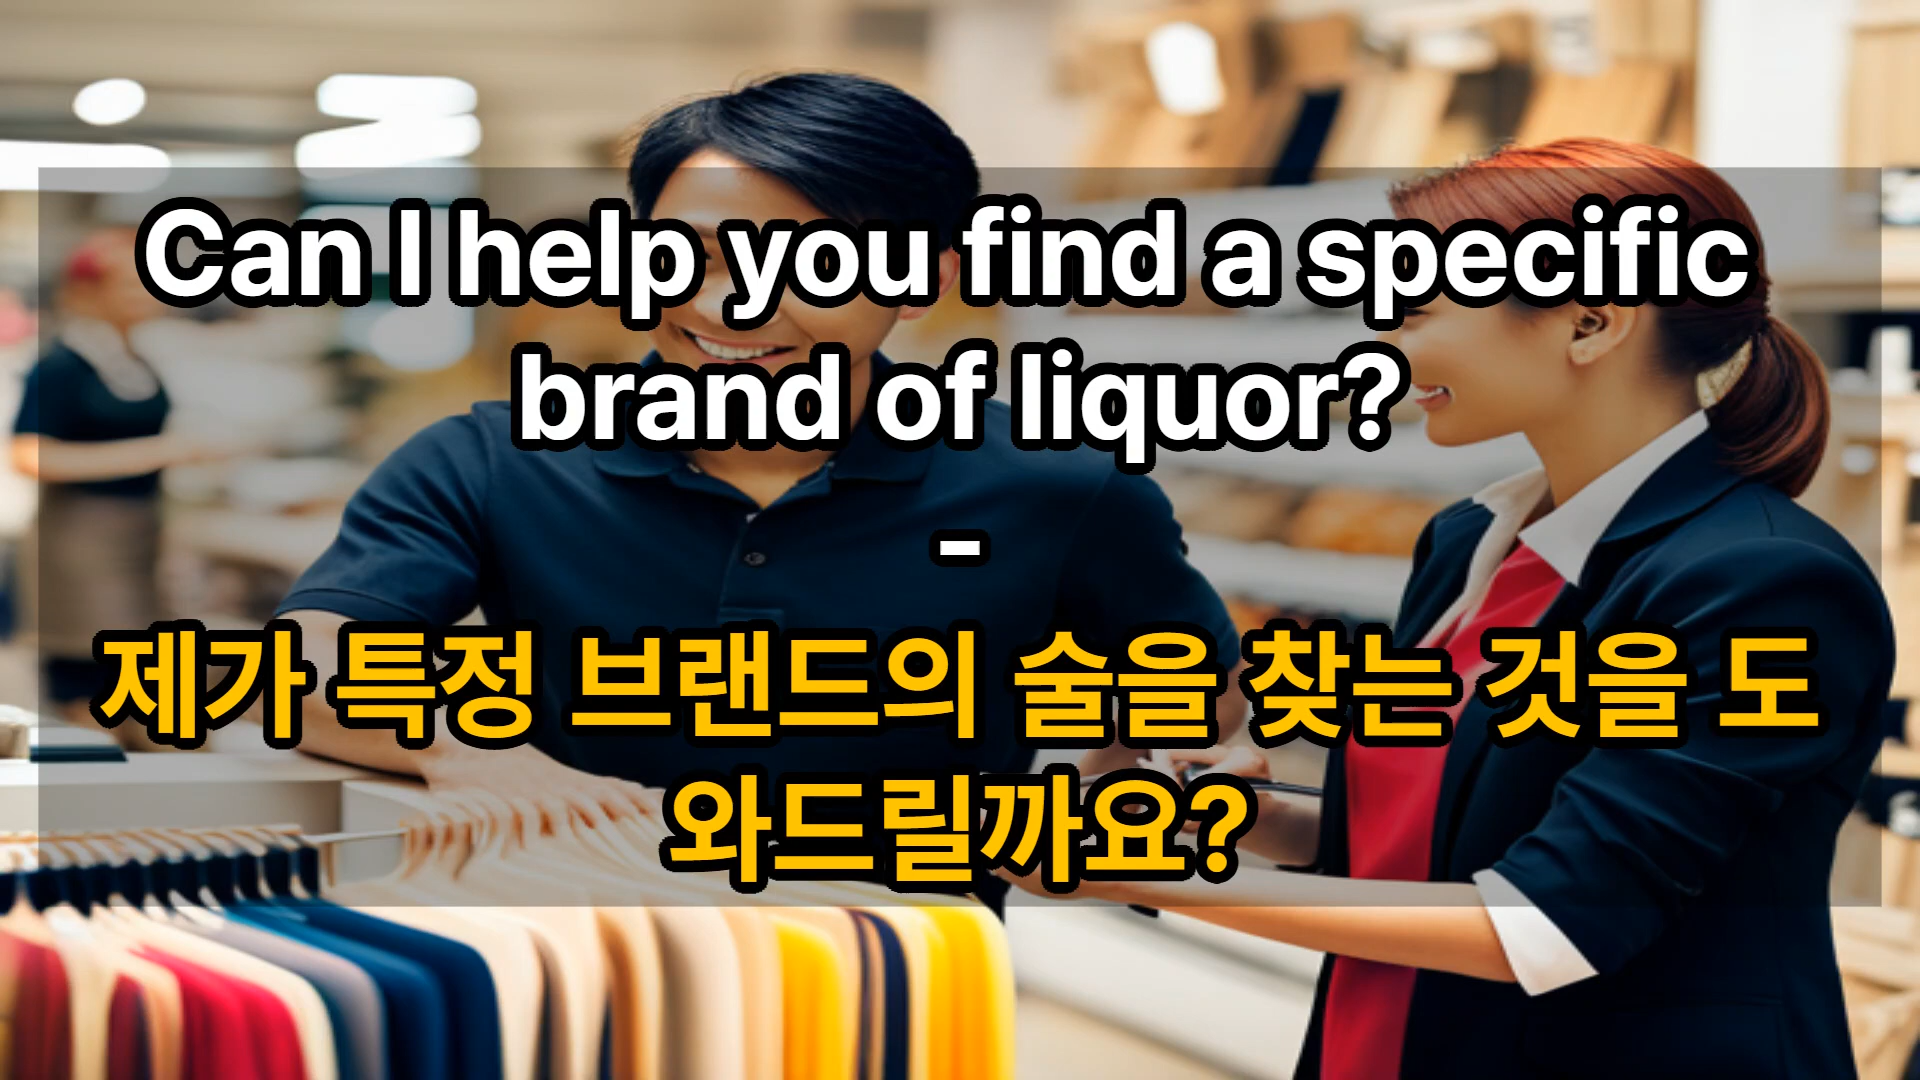 Can I help you find a specific
brand of liquor?
-
제가 특정 브랜드의 술을 찾는 것을 도
와드릴까요?